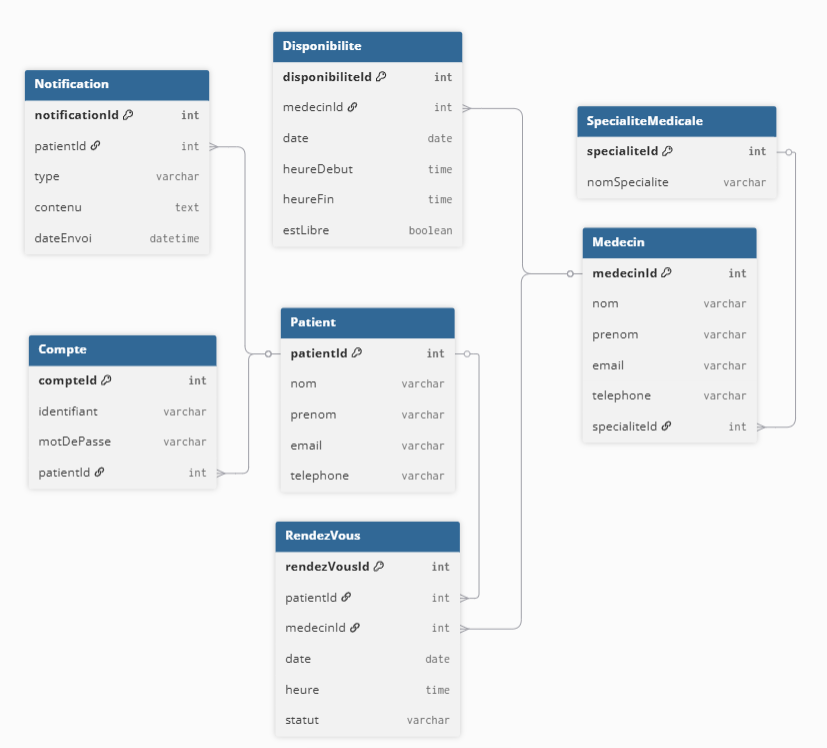 Notification
notificationId int
patientId int
type varchar
contenu text
dateEnvoi datetime
Disponibilite
disponibiliteId int
medecinId int
date date
heureDebut time
heureFin time
estLibre boolean
SpecialiteMedicale
specialiteId int
nomSpecialite varchar
Medecin
medecinId int
nom varchar
prenom varchar
email varchar
telephone varchar
specialiteId int
Compte
compteId int
identifiant varchar
motDePasse varchar
patientId int
Patient
patientId int
nom varchar
prenom varchar
email varchar
telephone varchar
RendezVous
rendezVousId int
patientId int
medecinId int
date date
heure time
statut varchar